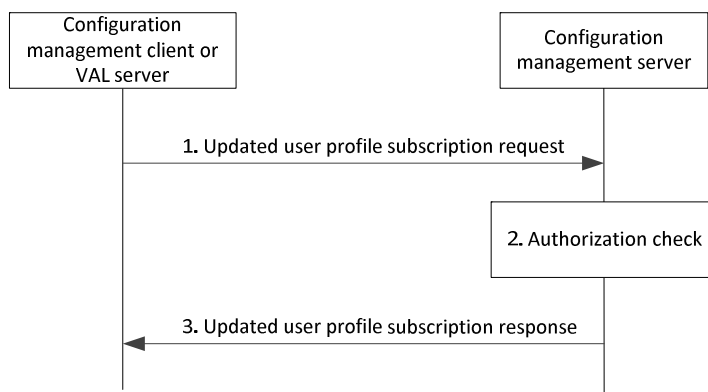 Configuration
management client or
VAL server
Configuration
management server
1. Updated user profile subscription request
2. Authorization check
3. Updated user profile subscription response